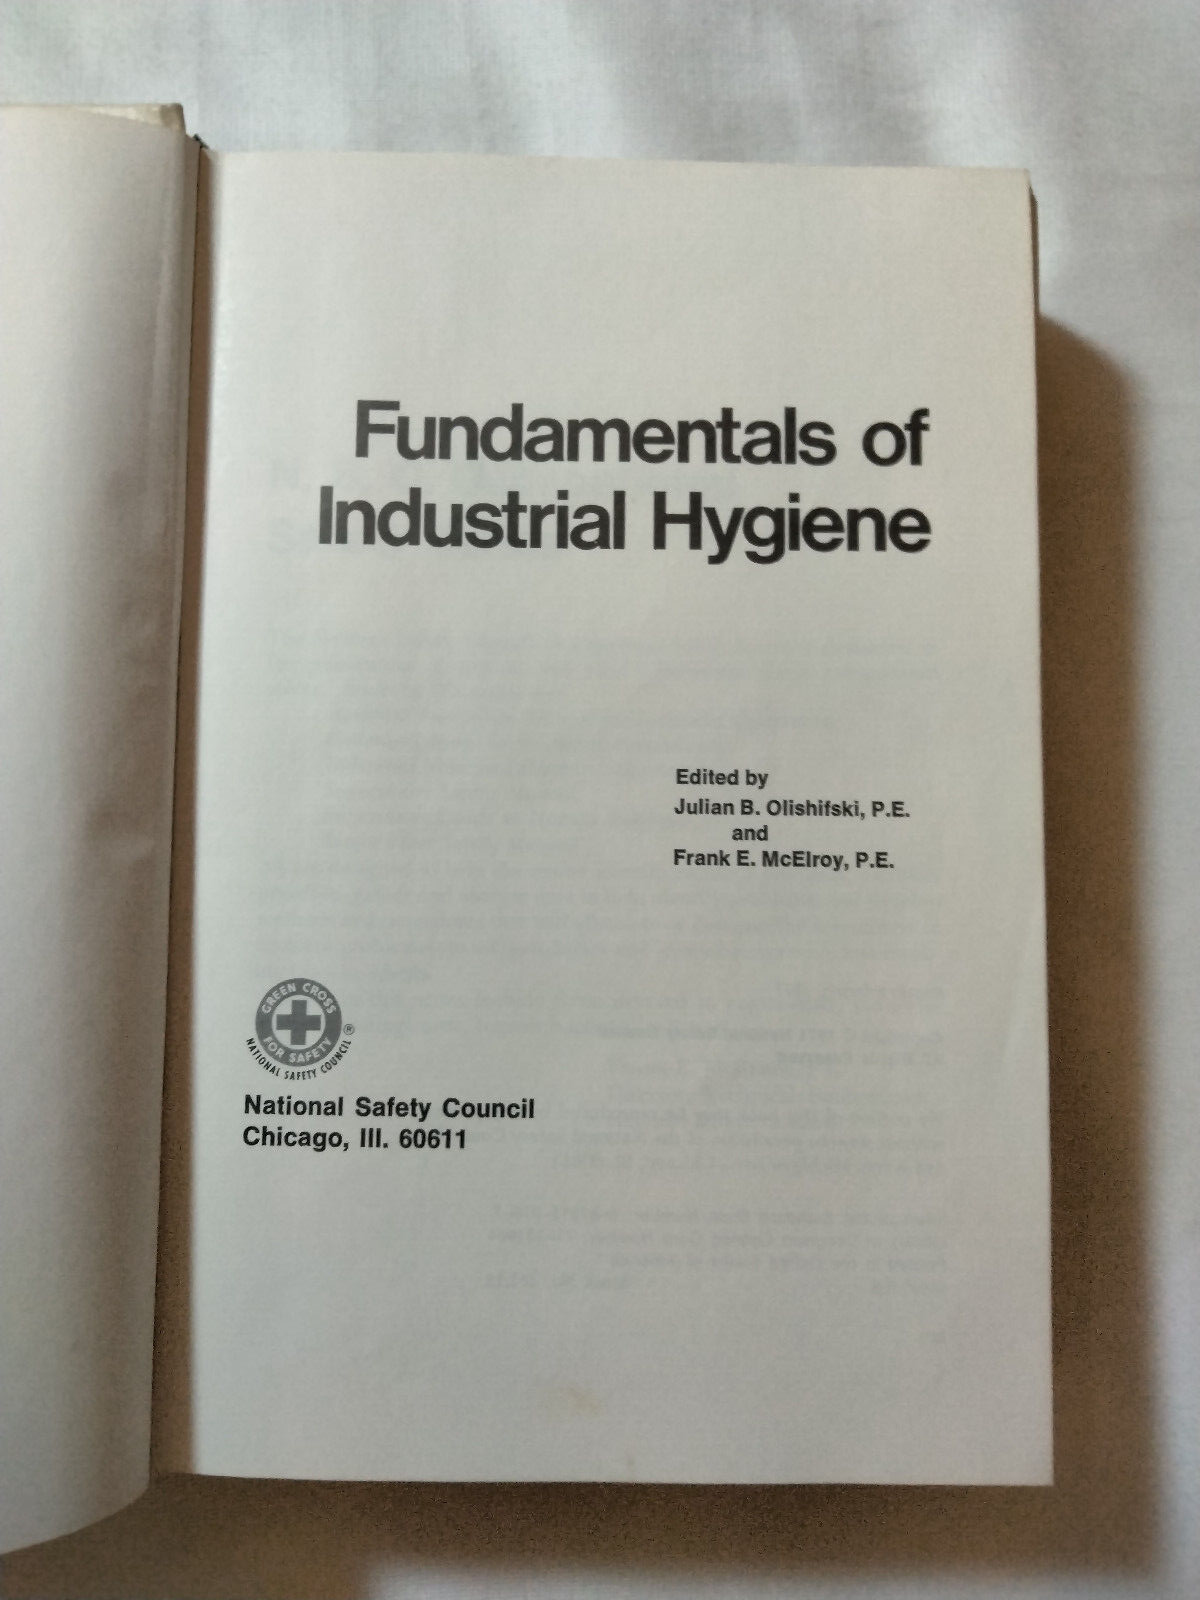 Fundamentals of
Industrial Hygiene
Edited by
Julian B. Olishifski, P.E.
and
Frank E. McElroy, P.E.
GREEN CROSS
FOR SAFETY
NATIONAL SAFETY COUNCIL ®
National Safety Council
Chicago, Ill. 60611